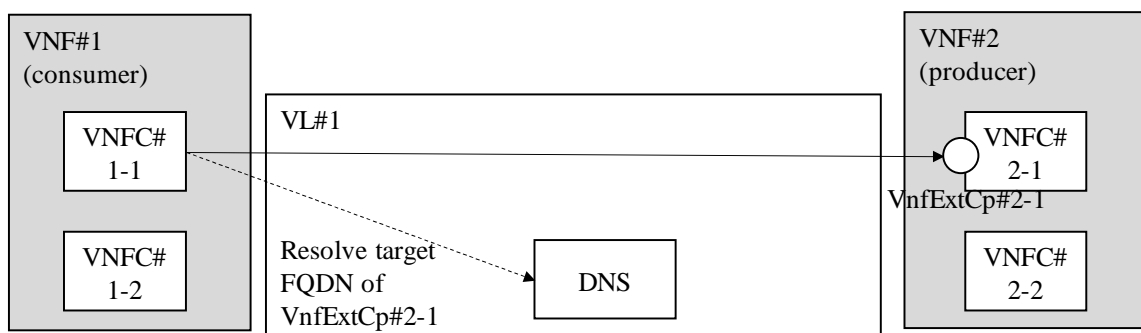 VNF#1
(consumer)
VNFC#
1-1
VNFC#
1-2
VL#1
Resolve target
FQDN of
VnfExtCp#2-1
DNS
VNF#2
(producer)
VNFC#
2-1
VnfExtCp#2-1
VNFC#
2-2